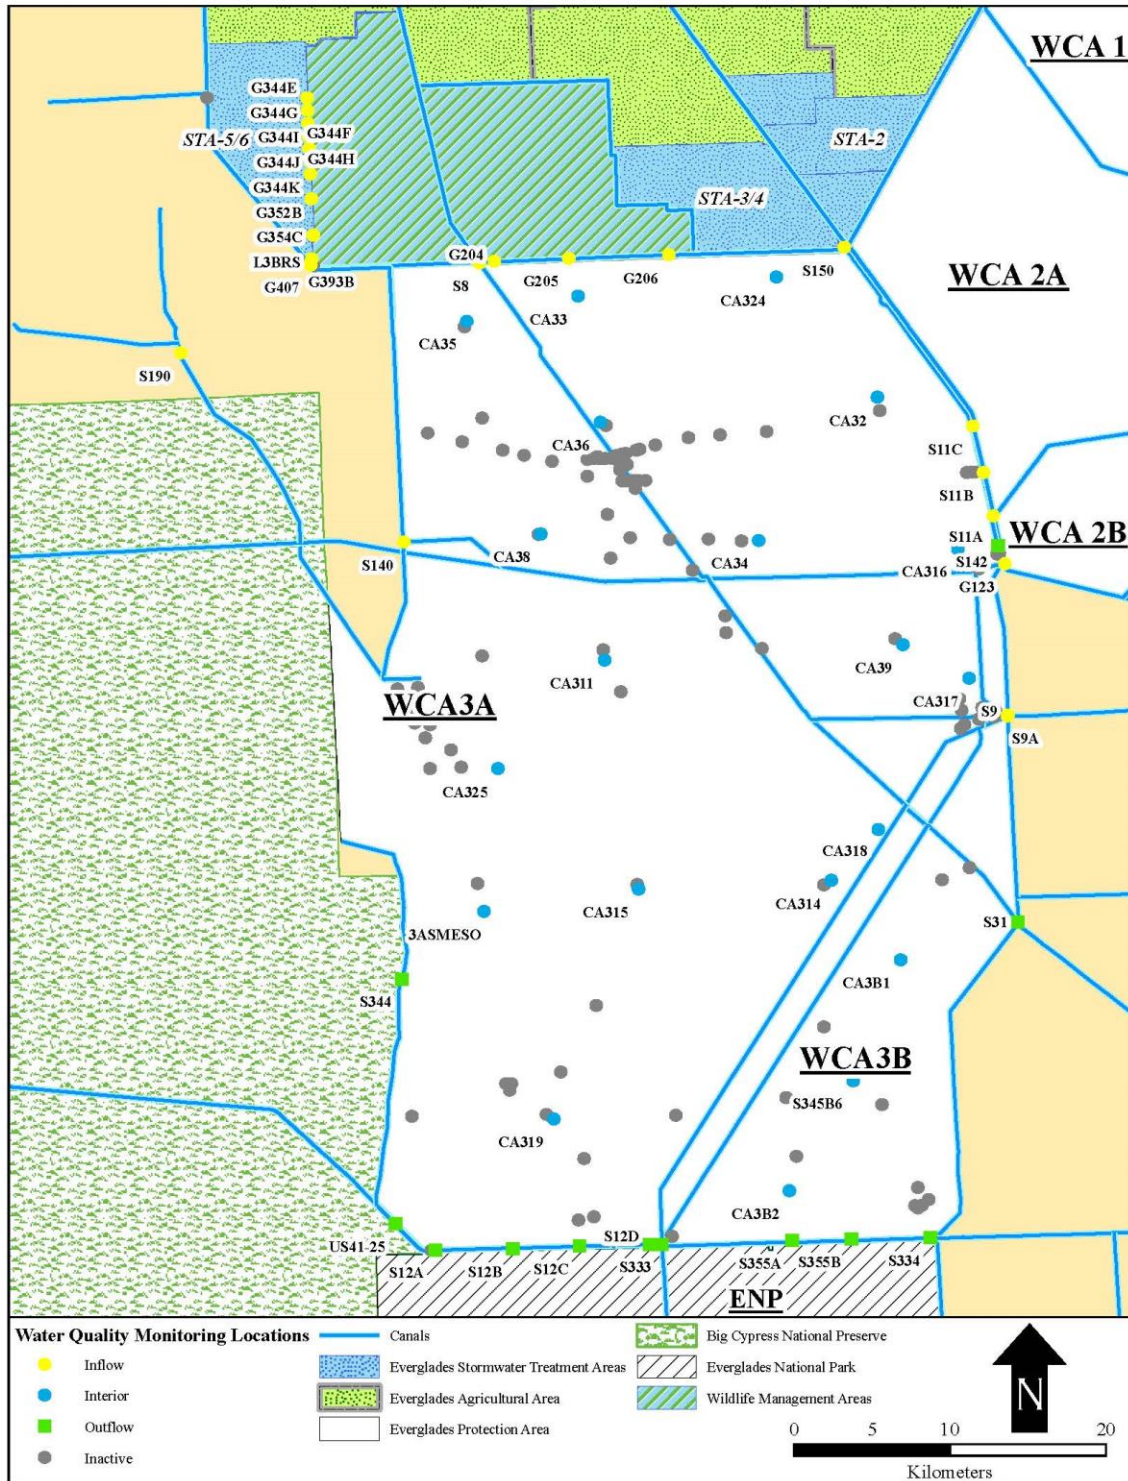 WCA 1
G344E
G344G
STA-5/6
G344I
G344F
STA-2
G344J
G344H
G344K
STA-3/4
G352B
G354C
G204
L3BRS
S150
G407
G393B
S8
G205
G206
WCA 2A
CA324
CA33
CA35
S190
CA32
CA36
S11C
S11B
S11A
WCA 2B
S140
CA38
CA34
CA316
S142
G123
CA39
CA311
WCA3A
CA317
S9
S9A
CA325
CA318
CA314
CA315
3ASMESO
S31
S344
CA3B1
WCA3B
S345B6
CA319
CA3B2
US41-25
S12D
S12A
S12B
S12C
S333
S355A
S355B
S334
ENP
Water Quality Monitoring Locations
Inflow
Interior
Outflow
Inactive
Canals
Everglades Stormwater Treatment Areas
Everglades Agricultural Area
Everglades Protection Area
Big Cypress National Preserve
Everglades National Park
Wildlife Management Areas
N
0 5 10 20
Kilometers